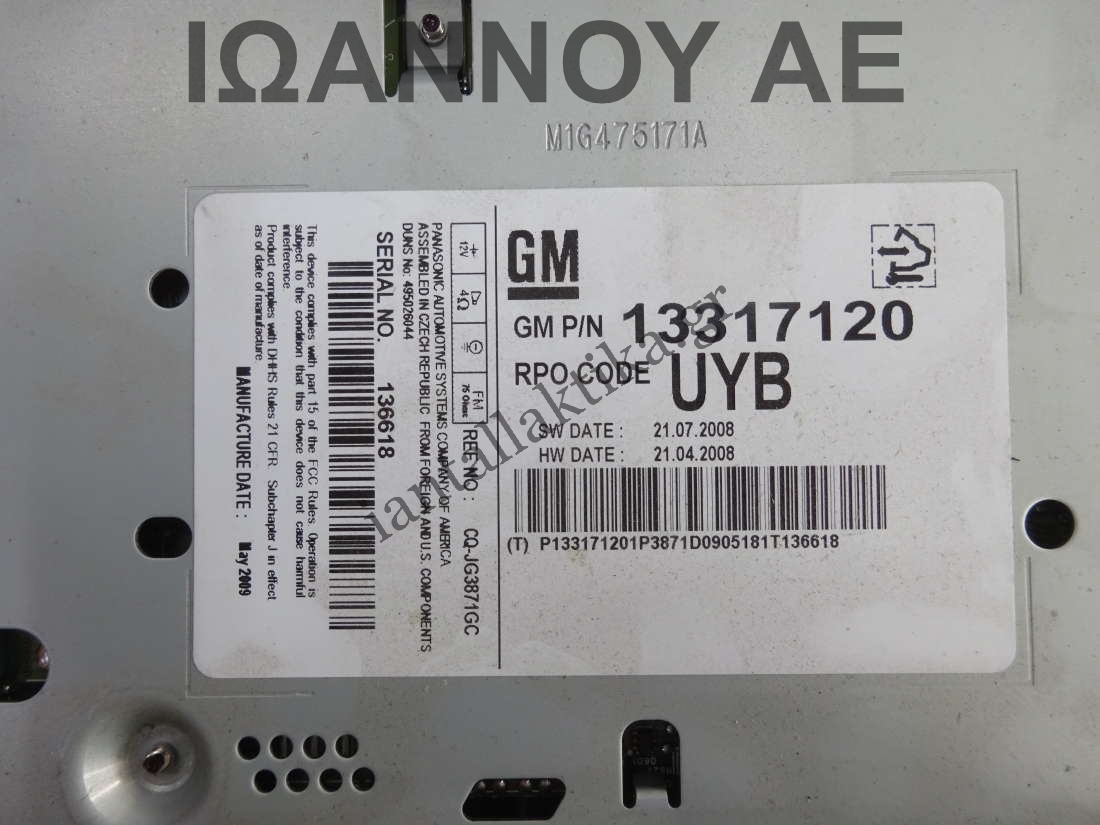 ΙΩΑΝΝΟΥ ΑΕ
M1G475171A
GM
GM P/N 13317120
RPO CODE UYB
SW DATE : 21.07.2008
HW DATE : 21.04.2008
(T) P133171201P3871D0905181T136618
12V
4Ω
FM
75 Ohms
REF NO : CQ-JG3871GC
PANASONIC AUTOMOTIVE SYSTEMS COMPANY OF AMERICA
ASSEMBLED IN CZECH REPUBLIC FROM FOREIGN AND U.S. COMPONENTS
DUNS No: 495026044
SERIAL NO. 136618
This device complies with part 15 of the FCC Rules. Operation is
subject to the condition that this device does not cause harmful
interference.
Product complies with DHHS Rules 21 CFR. Subchapter J in effect
as of date of manufacture
MANUFACTURE DATE : May 2009
iantallaktika.gr